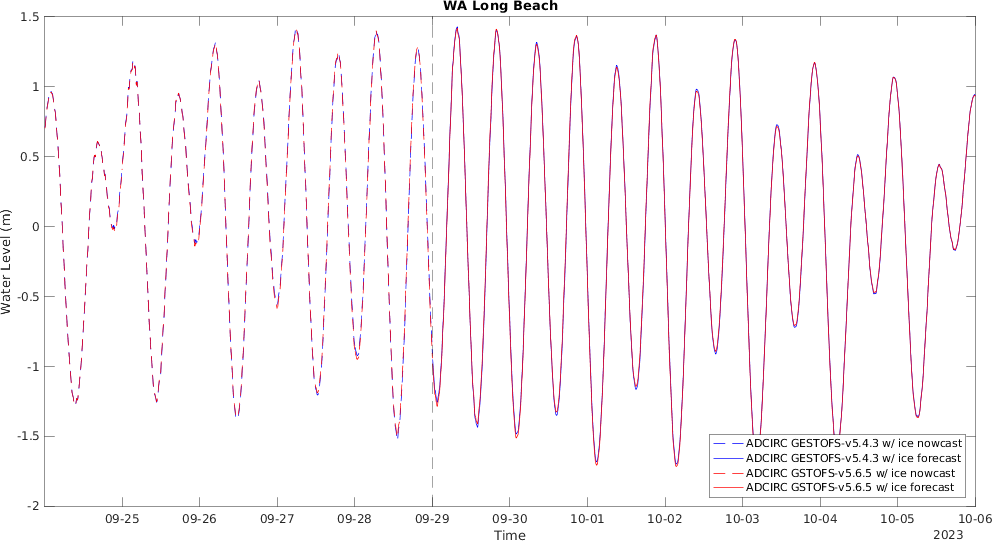 WA Long Beach
1.5
1
0.5
0
-0.5
-1
-1.5
-2
Water Level (m)
ADCIRC GESTOFS-v5.4.3 w/ ice nowcast
ADCIRC GESTOFS-v5.4.3 w/ ice forecast
ADCIRC GSTOFS-v5.6.5 w/ ice nowcast
ADCIRC GSTOFS-v5.6.5 w/ ice forecast
09-25 09-26 09-27 09-28 09-29 09-30 10-01 10-02 10-03 10-04 10-05 10-06
Time 2023